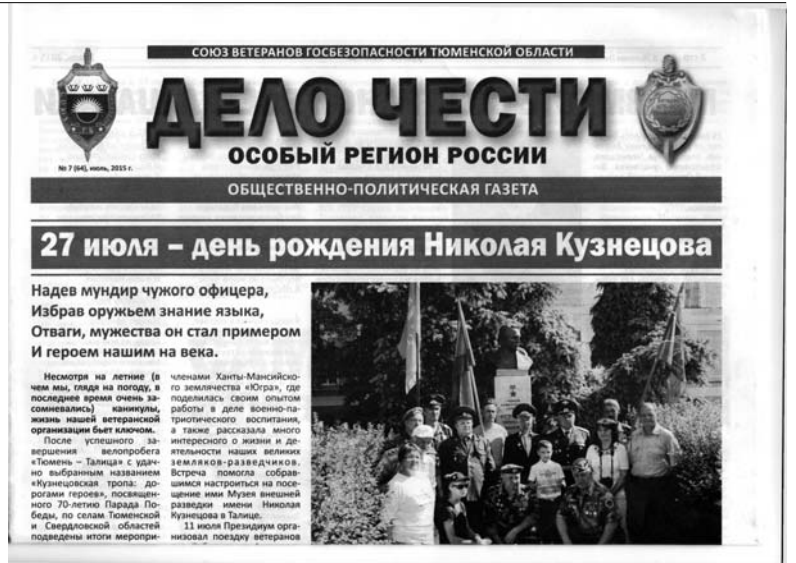 СОЮЗ ВЕТЕРАНОВ ГОСБЕЗОПАСНОСТИ ТЮМЕНСКОЙ ОБЛАСТИ
ДЕЛО ЧЕСТИ
ОСОБЫЙ РЕГИОН РОССИИ
№ 7 (64), июль, 2015 г.
ОБЩЕСТВЕННО-ПОЛИТИЧЕСКАЯ ГАЗЕТА
27 июля – день рождения Николая Кузнецова
Надев мундир чужого офицера,
Избрав оружьем знание языка,
Отваги, мужества он стал примером
И героем нашим на века.
Несмотря на летние (в
чем мы, глядя на погоду, в
последнее время очень за-
сомневались) каникулы,
жизнь нашей ветеранской
организации бьет ключом.
После успешного за-
вершения велопробега
«Тюмень – Талица» с удач-
но выбранным названием
«Кузнецовская тропа: до-
рогами героев», посвящен-
ного 70-летию Парада По-
беды, по селам Тюменской
и Свердловской областей
подведены итоги меропри-
членами Ханты-Мансийско-
го землячества «Югра», где
поделилась своим опытом
работы в деле военно-па-
триотического воспитания,
а также рассказала много
интересного о жизни и де-
ятельности наших великих
земляков-разведчиков.
Встреча помогла собрав-
шимся настроиться на посе-
щение ими Музея внешней
разведки имени Николая
Кузнецова в Талице.
11 июля Президиум орга-
низовал поездку ветеранов